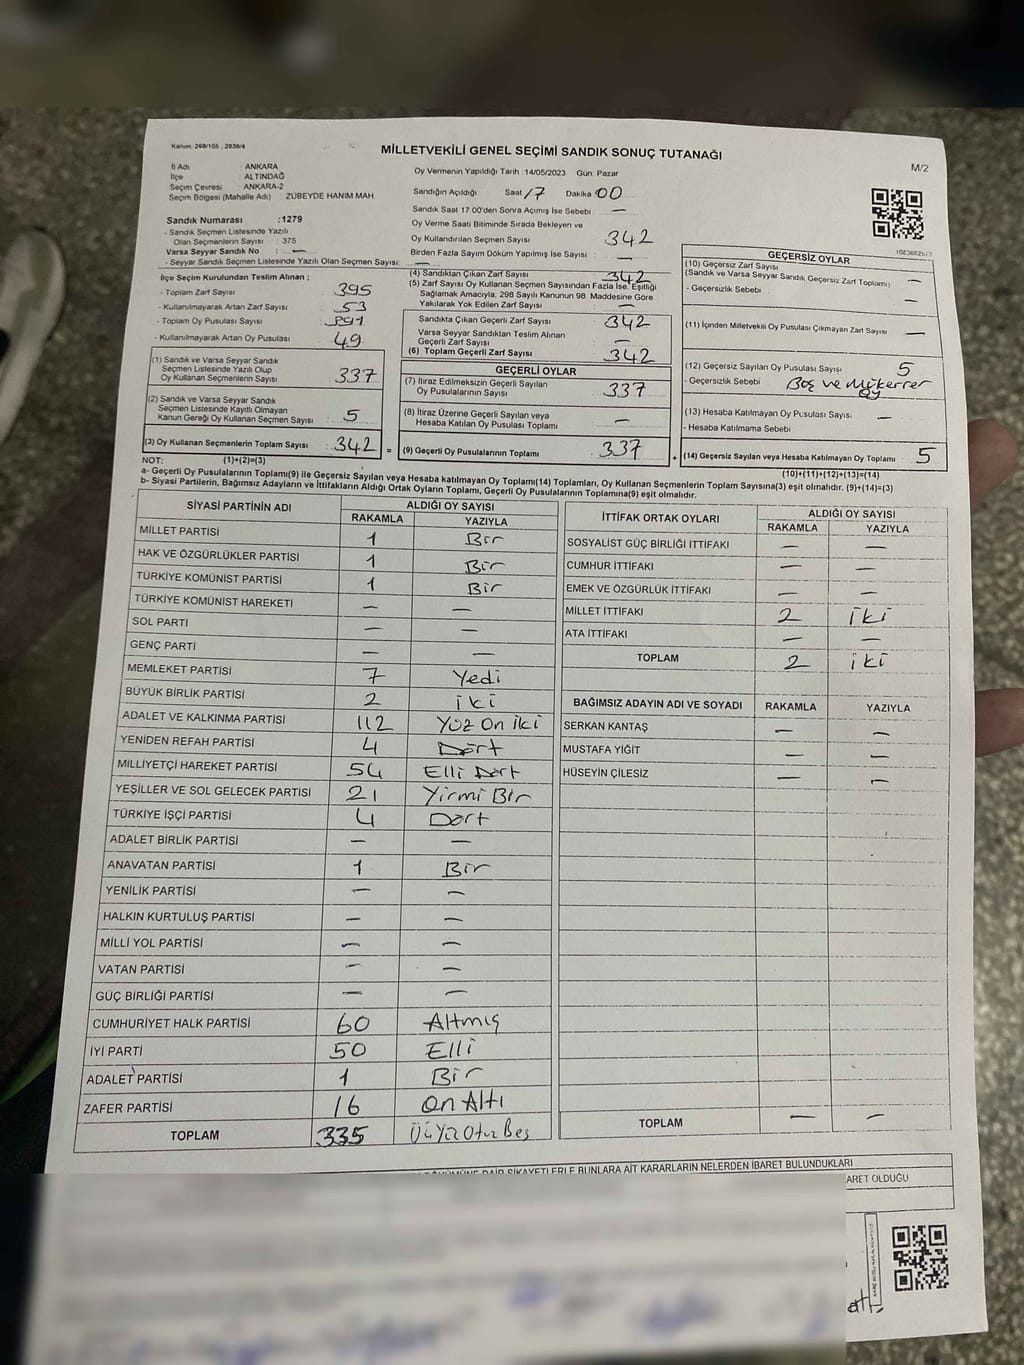 Kanun: 298/105 , 2839/4
MİLLETVEKİLİ GENEL SEÇİMİ SANDIK SONUÇ TUTANAĞI
M/2
İl Adı : ANKARA
İlçe : ALTINDAĞ
Seçim Çevresi : ANKARA-2
Seçim Bölgesi (Mahalle Adı) : ZÜBEYDE HANIM MAH.
Oy Vermenin Yapıldığı Tarih : 14/05/2023 Gün: Pazar
Sandığın Açıldığı Saat 17 Dakika 00
Sandık Saat 17:00'den Sonra Açmış İse Sebebi : —
Sandık Numarası :1279
- Sandık Seçmen Listesinde Yazılı
Olan Seçmenlerin Sayısı : 375
Varsa Seyyar Sandık No : —
- Seyyar Sandık Seçmen Listesinde Yazılı Olan Seçmen Sayısı: —
Oy Verme Saati Bitiminde Sırada Bekleyen ve
Oy Kullandırılan Seçmen Sayısı 342
Birden Fazla Sayım Döküm Yapılmış İse Sayısı : —
İlçe Seçim Kurulundan Teslim Alınan ;
- Toplam Zarf Sayısı : 395
- Kullanılmayarak Artan Zarf Sayısı : 53
- Toplam Oy Pusulası Sayısı : 391
- Kullanılmayarak Artan Oy Pusulası : 49
(1) Sandık ve Varsa Seyyar Sandık
Seçmen Listesinde Yazılı Olup
Oy Kullanan Seçmenlerin Sayısı : 337
(2) Sandık ve Varsa Seyyar Sandık
Seçmen Listesinde Kayıtlı Olmayan
Kanun Gereği Oy Kullanan Seçmen Sayısı : 5
(3) Oy Kullanan Seçmenlerin Toplam Sayısı : 342 =
(4) Sandıktan Çıkan Zarf Sayısı : 342
(5) Zarf Sayısı Oy Kullanan Seçmen Sayısından Fazla İse, Eşitliği
Sağlamak Amacıyla, 298 Sayılı Kanunun 98. Maddesine Göre
Yakılarak Yok Edilen Zarf Sayısı : —
Sandıkta Çıkan Geçerli Zarf Sayısı : 342
Varsa Seyyar Sandıktan Teslim Alınan
Geçerli Zarf Sayısı : —
(6) Toplam Geçerli Zarf Sayısı : 342
GEÇERLİ OYLAR
(7) İtiraz Edilmeksizin Geçerli Sayılan
Oy Pusulalarının Sayısı : 337
(8) İtiraz Üzerine Geçerli Sayılan veya
Hesaba Katılan Oy Pusulası Toplamı : —
(9) Geçerli Oy Pusulalarının Toplamı : 337 +
GEÇERSİZ OYLAR
(10) Geçersiz Zarf Sayısı
(Sandık ve Varsa Seyyar Sandık Geçersiz Zarf Toplamı) : —
- Geçersizlik Sebebi : —
(11) İçinden Milletvekili Oy Pusulası Çıkmayan Zarf Sayısı : —
(12) Geçersiz Sayılan Oy Pusulası Sayısı : 5
- Geçersizlik Sebebi : Boş ve Mükerrer
oy
(13) Hesaba Katılmayan Oy Pusulası Sayısı : —
- Hesaba Katılmama Sebebi
(14) Geçersiz Sayılan veya Hesaba Katılmayan Oy Toplamı : 5
NOT: (1)+(2)=(3) (10)+(11)+(12)+(13)=(14)
a- Geçerli Oy Pusulalarının Toplamı(9) ile Geçersiz Sayılan veya Hesaba katılmayan Oy Toplamı(14) Toplamları, Oy Kullanan Seçmenlerin Toplam Sayısına(3) eşit olmalıdır. (9)+(14)=(3)
b- Siyasi Partilerin, Bağımsız Adayların ve İttifakların Aldığı Ortak Oyların Toplamı, Geçerli Oy Pusulalarının Toplamına(9) eşit olmalıdır.
SİYASİ PARTİNİN ADI ALDIĞI OY SAYISI
RAKAMLA YAZIYLA
MİLLET PARTİSİ 1 Bir
HAK VE ÖZGÜRLÜKLER PARTİSİ 1 Bir
TÜRKİYE KOMÜNİST PARTİSİ 1 Bir
TÜRKİYE KOMÜNİST HAREKETİ — —
SOL PARTİ — —
GENÇ PARTİ — —
MEMLEKET PARTİSİ 7 Yedi
BÜYÜK BİRLİK PARTİSİ 2 iki
ADALET VE KALKINMA PARTİSİ 112 Yüz On İki
YENİDEN REFAH PARTİSİ 4 Dört
MİLLİYETÇİ HAREKET PARTİSİ 54 Elli Dört
YEŞİLLER VE SOL GELECEK PARTİSİ 21 Yirmi Bir
TÜRKİYE İŞÇİ PARTİSİ 4 Dört
ADALET BİRLİK PARTİSİ — —
ANAVATAN PARTİSİ 1 Bir
YENİLİK PARTİSİ — —
HALKIN KURTULUŞ PARTİSİ — —
MİLLİ YOL PARTİSİ — —
VATAN PARTİSİ — —
GÜÇ BİRLİĞİ PARTİSİ — —
CUMHURİYET HALK PARTİSİ 60 Altmış
İYİ PARTİ 50 Elli
ADALET PARTİSİ 1 Bir
ZAFER PARTİSİ 16 On Altı
TOPLAM 335 ÜçYüzOtuzBeş
İTTİFAK ORTAK OYLARI ALDIĞI OY SAYISI
RAKAMLA YAZIYLA
SOSYALİST GÜÇ BİRLİĞİ İTTİFAKI — —
CUMHUR İTTİFAKI — —
EMEK VE ÖZGÜRLÜK İTTİFAKI — —
MİLLET İTTİFAKI 2 iki
ATA İTTİFAKI — —
TOPLAM 2 iki
BAĞIMSIZ ADAYIN ADI VE SOYADI RAKAMLA YAZIYLA
SERKAN KANTAŞ — —
MUSTAFA YİĞİT — —
HÜSEYİN ÇİLESİZ — —
TOPLAM — —
DAİR ŞİKAYETLERLE BUNLARA AİT KARARLARIN NELERDEN İBARET BULUNDUKLARI
ARET OLDUĞU